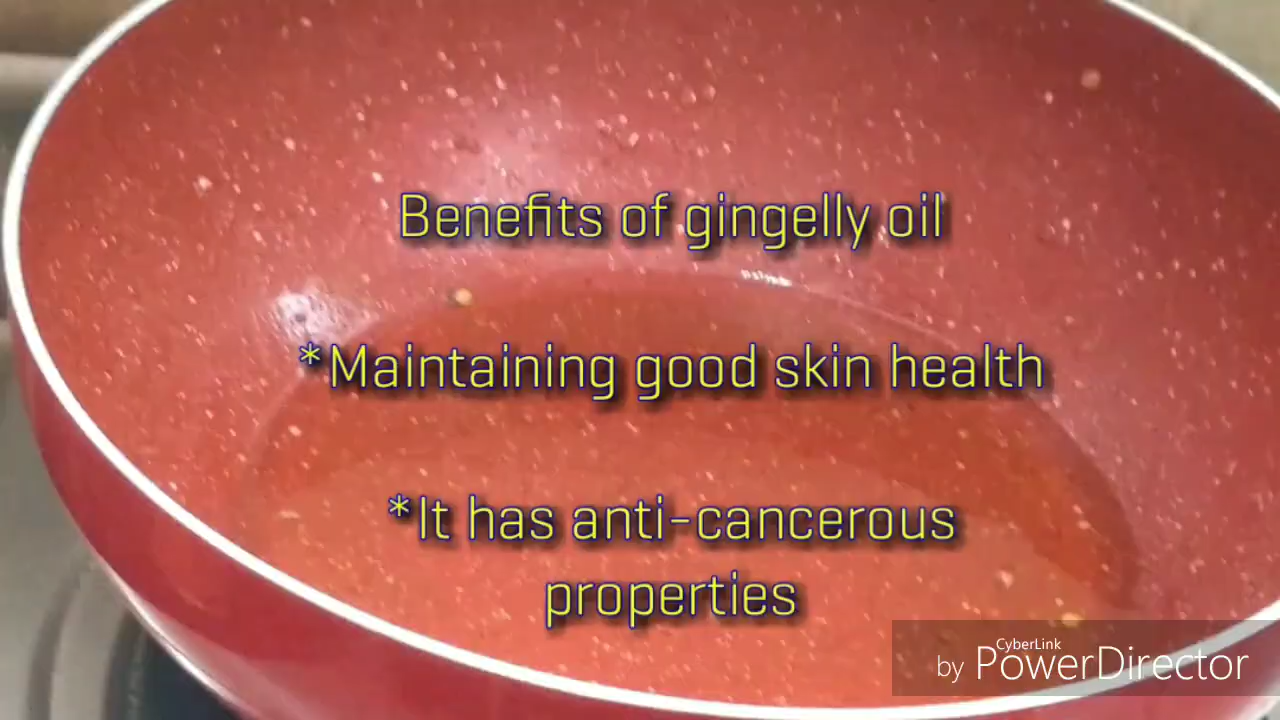 Benefits of gingelly oil
*Maintaining good skin health
*It has anti-cancerous
properties
CyberLink
by PowerDirector